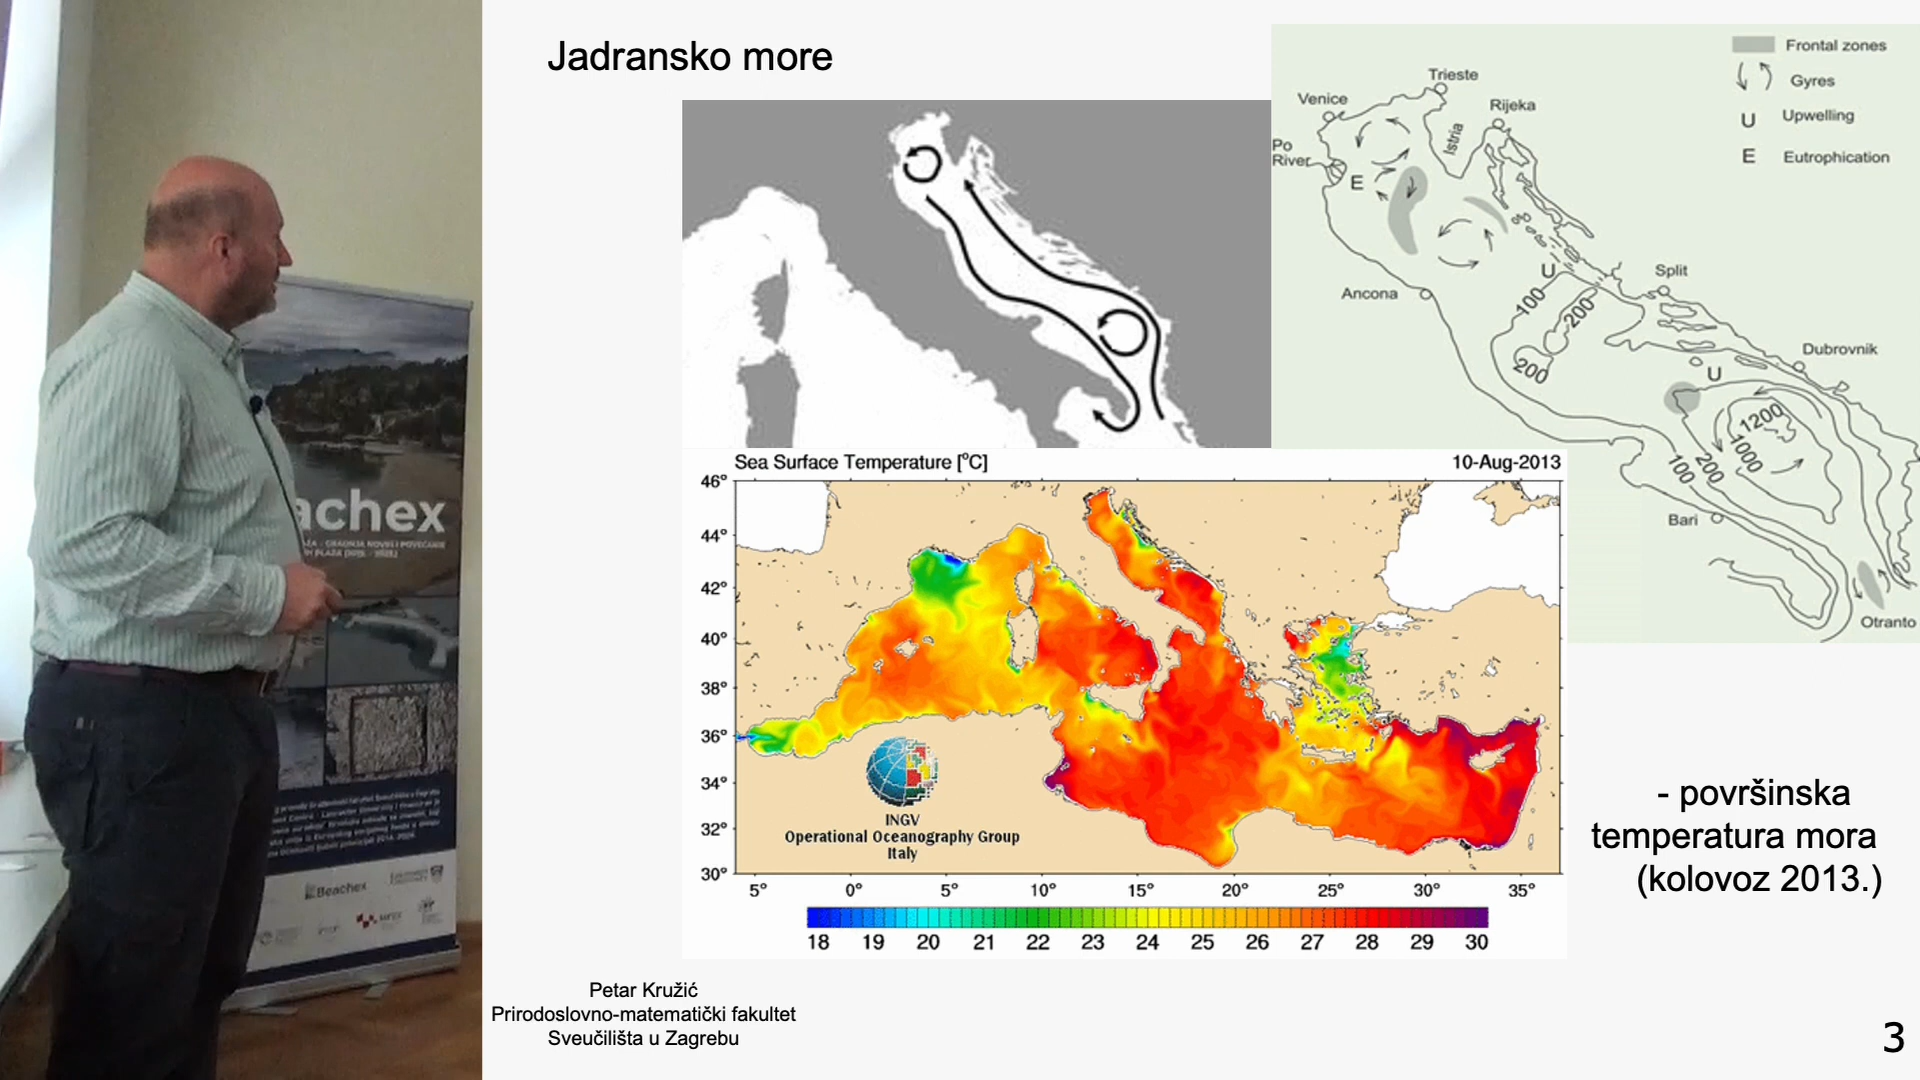 Jadransko more
Frontal zones
Gyres
U Upwelling
E Eutrophication
Trieste
Venice
Rijeka
Istria
Po
River
E
Ancona
U
Split
100
200
200
Dubrovnik
U
1200
1000
200
100
Bari
Otranto
Sea Surface Temperature [°C]
10-Aug-2013
46°
44°
42°
40°
38°
36°
34°
32°
30°
5° 0° 5° 10° 15° 20° 25° 30° 35°
INGV
Operational Oceanography Group
Italy
18 19 20 21 22 23 24 25 26 27 28 29 30
- površinska
temperatura mora
(kolovoz 2013.)
Petar Kružić
Prirodoslovno-matematički fakultet
Sveučilišta u Zagrebu
3
achex
GRADNJA NOVIH I POVEĆANJE
Beachex